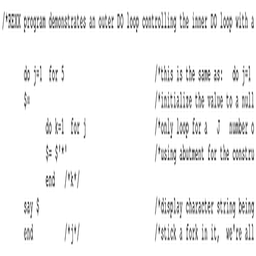 /*REXX program demonstrates an outer DO loop controlling the inner DO loop with a
do j=1 for 5 /*this is the same as: do j=1
$= /*initialize the value to a null
do k=1 for j /*only loop for a J number o
$= $'*' /*using abutment for the constru
end /*k*/
say $ /*display character string being
end /*j*/ /*stick a fork in it, we're all